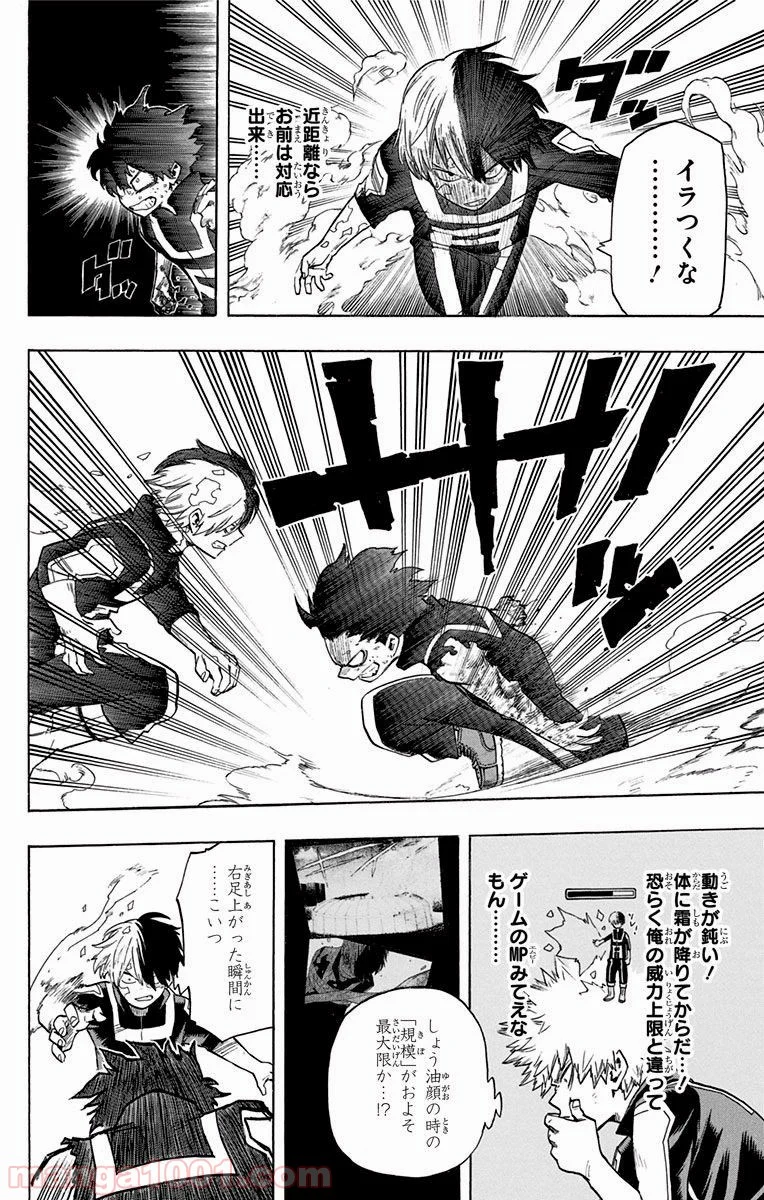 イラつくな
………！
ダッ
近距離なら
お前は対応
出来……
ダッ
動きが鈍い！
体に霜が降りてからだ…！
恐らく俺の威力上限と違って
ゲームのMPみてえな
もん………
しょう油顔の時の
「規模」がおよそ
最大限か…!?
右足上がった瞬間に
……こいつ
manga1001.com